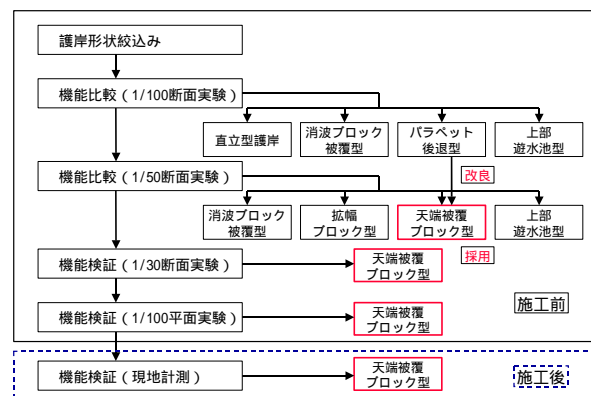 護岸形状絞込み
機能比較（1/100断面実験）
直立型護岸
消波ブロック
被覆型
パラペット
後退型
上部
遊水池型
改良
機能比較（1/50断面実験）
消波ブロック
被覆型
拡幅
ブロック型
天端被覆
ブロック型
上部
遊水池型
採用
機能検証（1/30断面実験）
天端被覆
ブロック型
施工前
機能検証（1/100平面実験）
天端被覆
ブロック型
機能検証（現地計測）
天端被覆
ブロック型
施工後